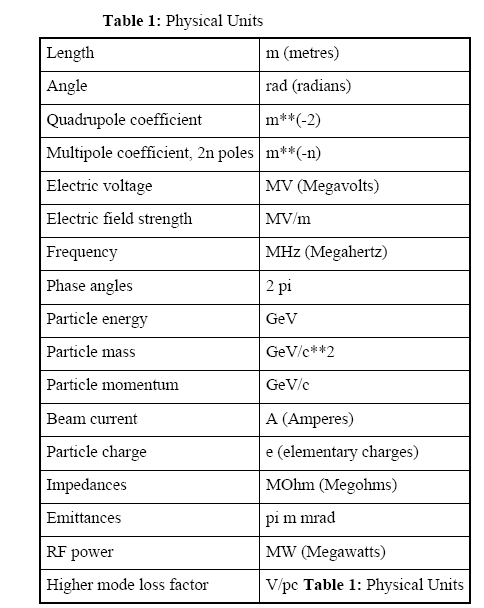 Table 1: Physical Units
Length m (metres)
Angle rad (radians)
Quadrupole coefficient m**(-2)
Multipole coefficient, 2n poles m**(-n)
Electric voltage MV (Megavolts)
Electric field strength MV/m
Frequency MHz (Megahertz)
Phase angles 2 pi
Particle energy GeV
Particle mass GeV/c**2
Particle momentum GeV/c
Beam current A (Amperes)
Particle charge e (elementary charges)
Impedances MOhm (Megohms)
Emittances pi m mrad
RF power MW (Megawatts)
Higher mode loss factor V/pc Table 1: Physical Units